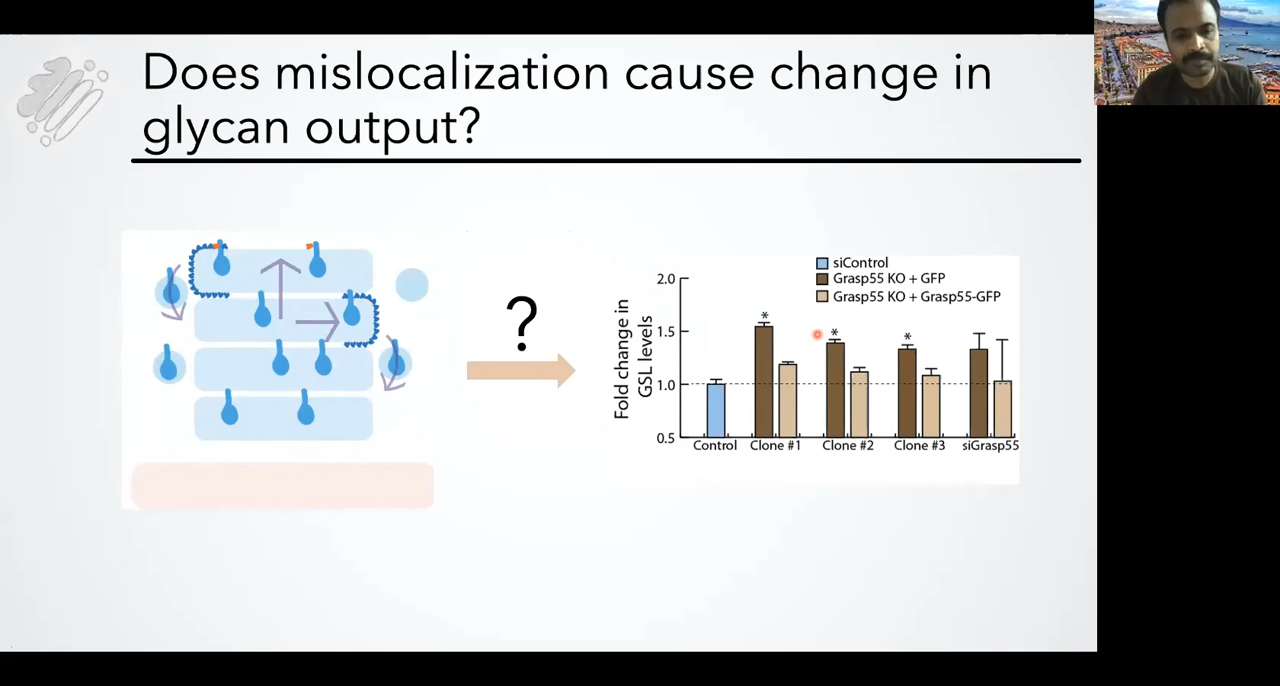 Does mislocalization cause change in
glycan output?
?
siControl
Grasp55 KO + GFP
Grasp55 KO + Grasp55-GFP
Fold change in
GSL levels
2.0
1.5
1.0
0.5
*
*
*
Control
Clone #1
Clone #2
Clone #3
siGrasp55